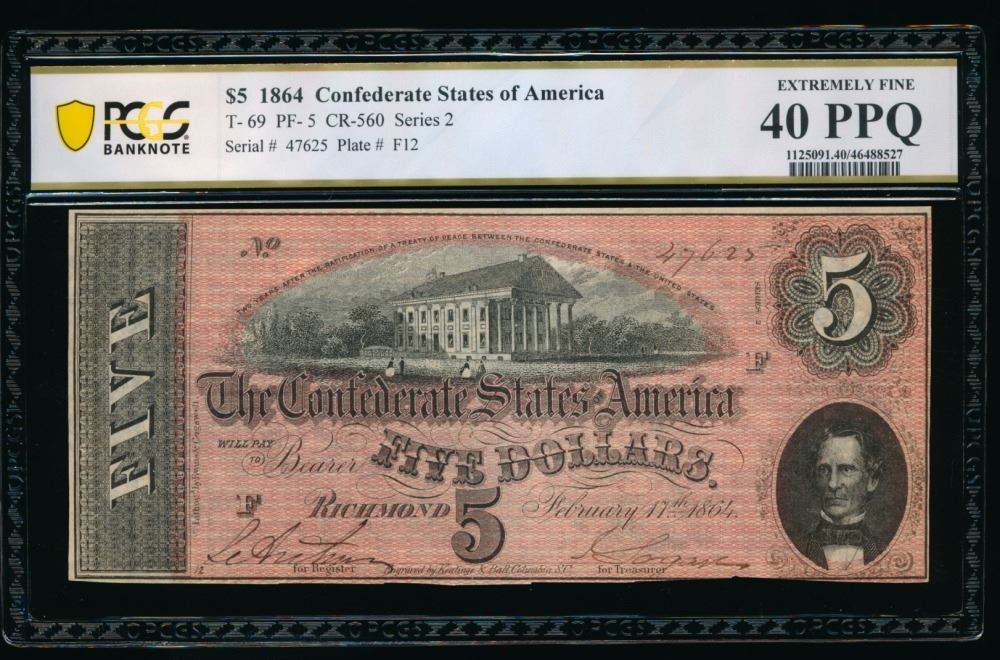 PCGS
BANKNOTE
$5 1864 Confederate States of America
T- 69 PF- 5 CR-560 Series 2
Serial # 47625 Plate # F12
EXTREMELY FINE
40 PPQ
1125091.40/46488527
FIVE
No
TWO YEARS AFTER THE RATIFICATION OF A TREATY OF PEACE BETWEEN THE CONFEDERATE STATES & THE UNITED STATES
47625
5
F
The Confederate States of America
WILL PAY
TO Bearer
FIVE DOLLARS.
F
RICHMOND
5
February 17th 1864.
12
for Register
Engraved by Keatinge & Ball, Columbia S.C.
for Treasurer